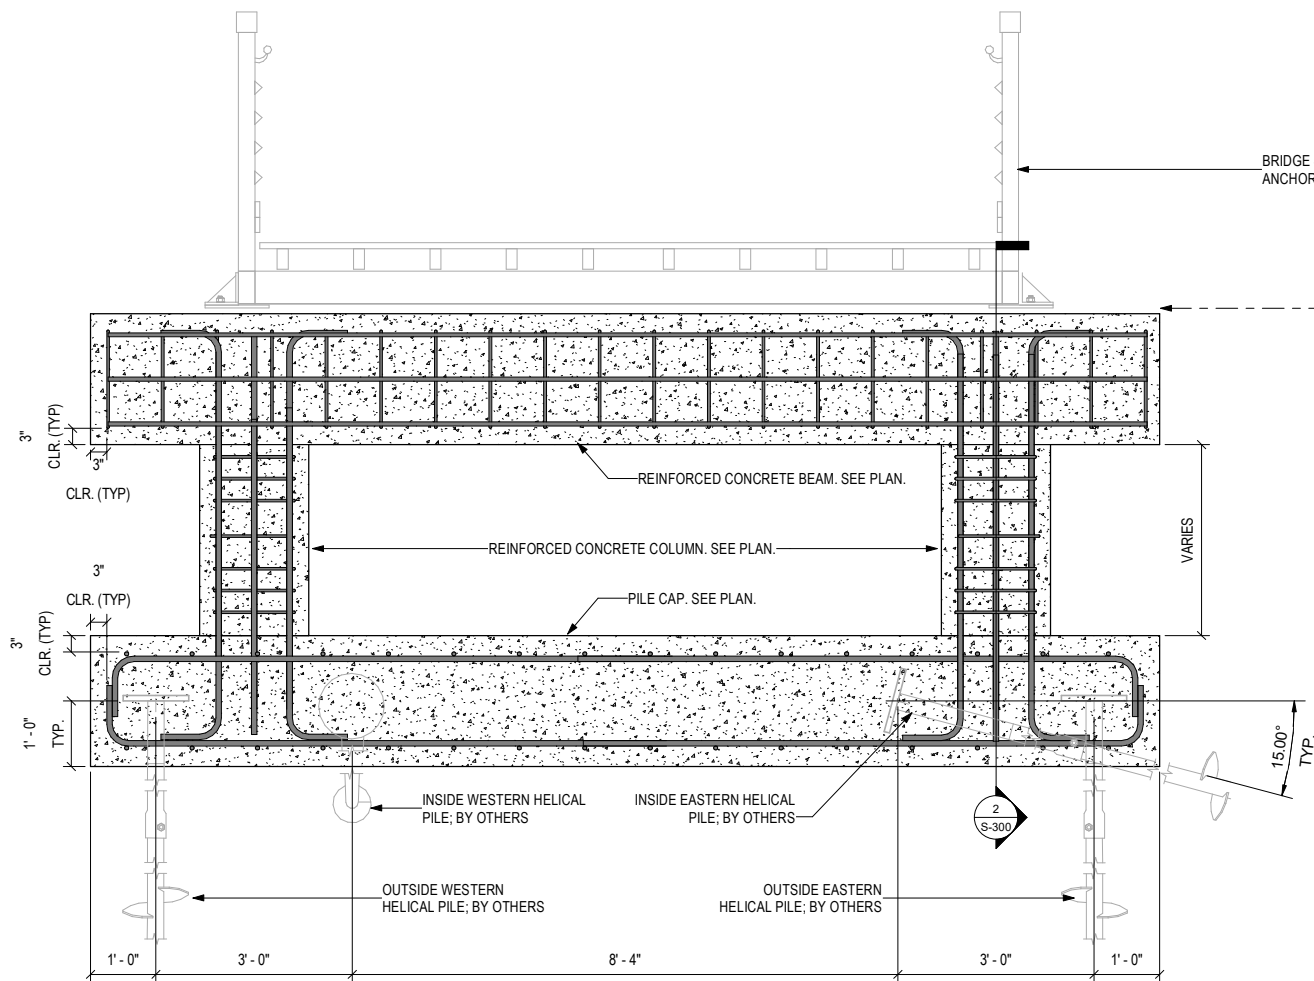 BRIDGE
ANCHOR
3"
CLR. (TYP)
3"
CLR. (TYP)
REINFORCED CONCRETE BEAM. SEE PLAN.
REINFORCED CONCRETE COLUMN. SEE PLAN.
VARIES
3"
CLR. (TYP)
PILE CAP. SEE PLAN.
3"
CLR. (TYP)
1' - 0"
TYP.
15.00°
TYP.
INSIDE WESTERN HELICAL
PILE; BY OTHERS
INSIDE EASTERN HELICAL
PILE; BY OTHERS
2
S-300
OUTSIDE WESTERN
HELICAL PILE; BY OTHERS
OUTSIDE EASTERN
HELICAL PILE; BY OTHERS
1' - 0"
3' - 0"
8' - 4"
3' - 0"
1' - 0"